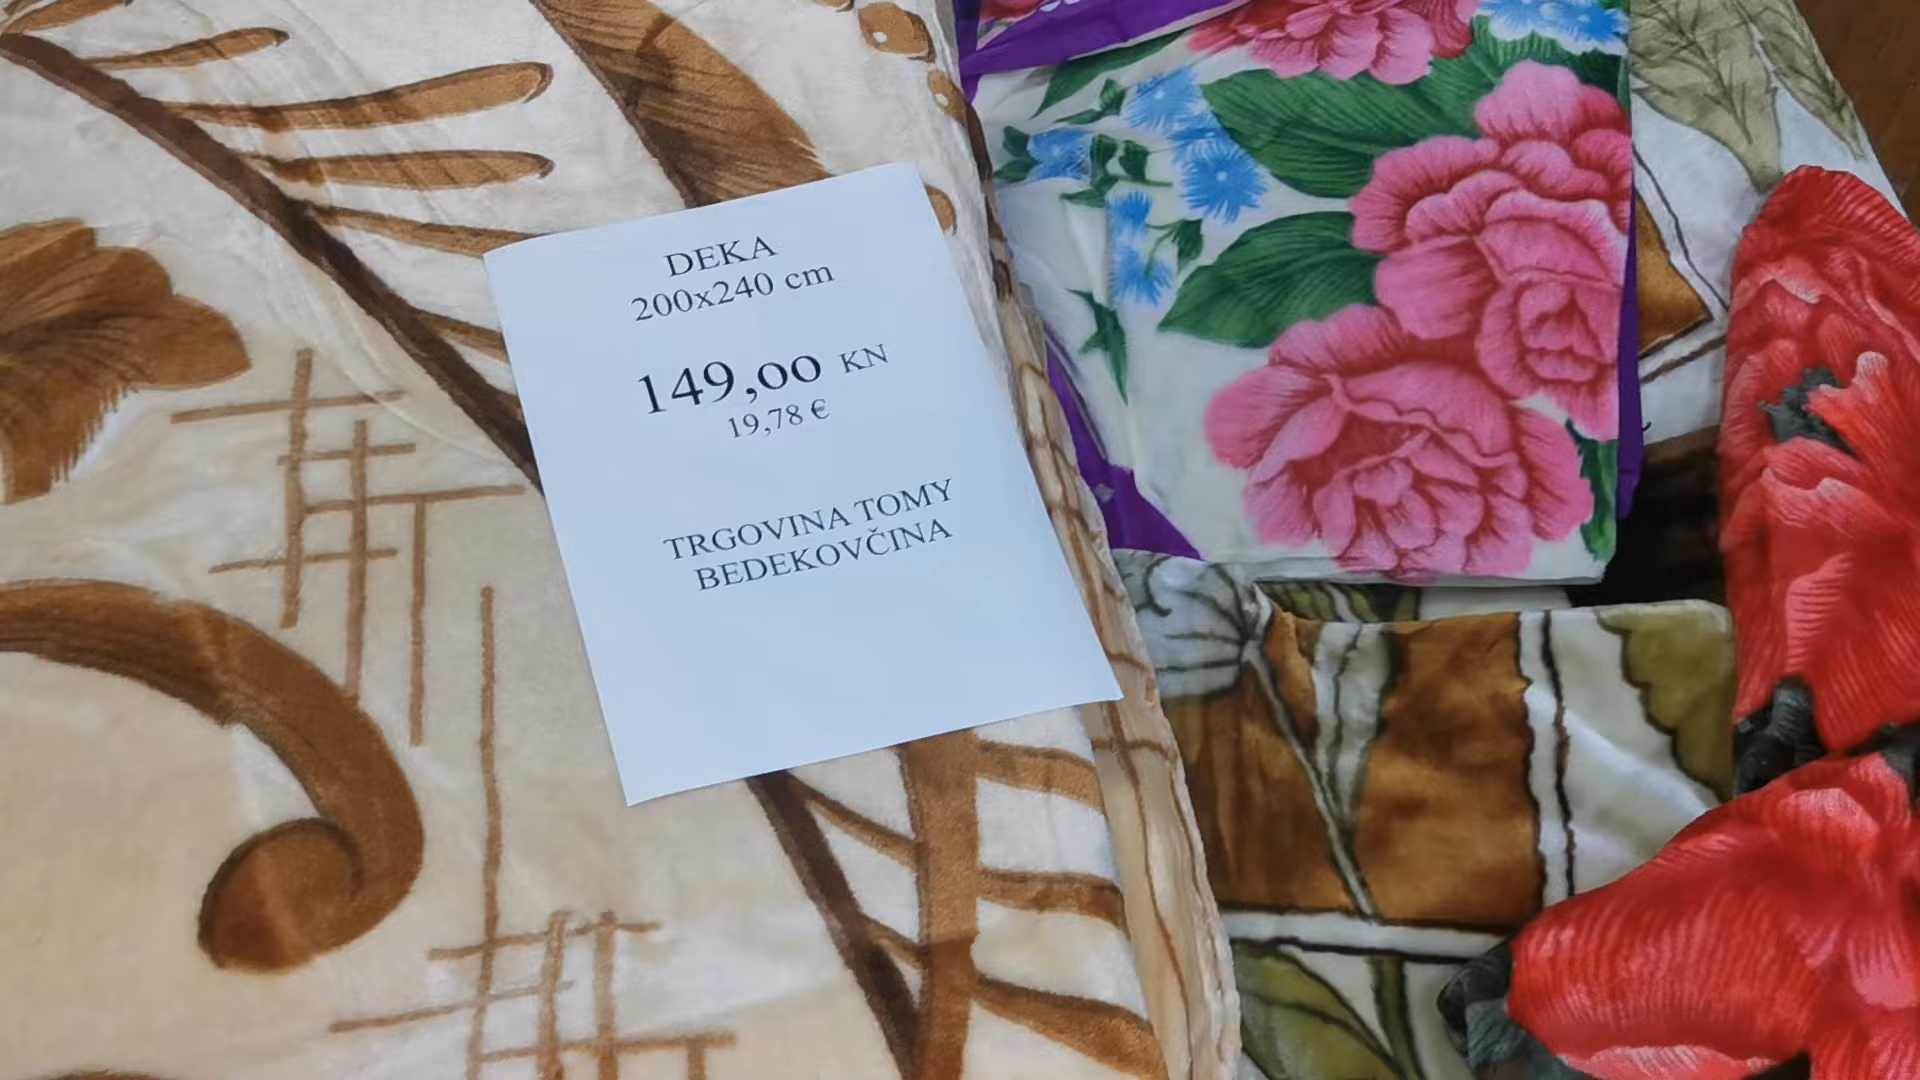 DEKA
200x240 cm
149,00 KN
19,78 €
TRGOVINA TOMY
BEDEKOVČINA